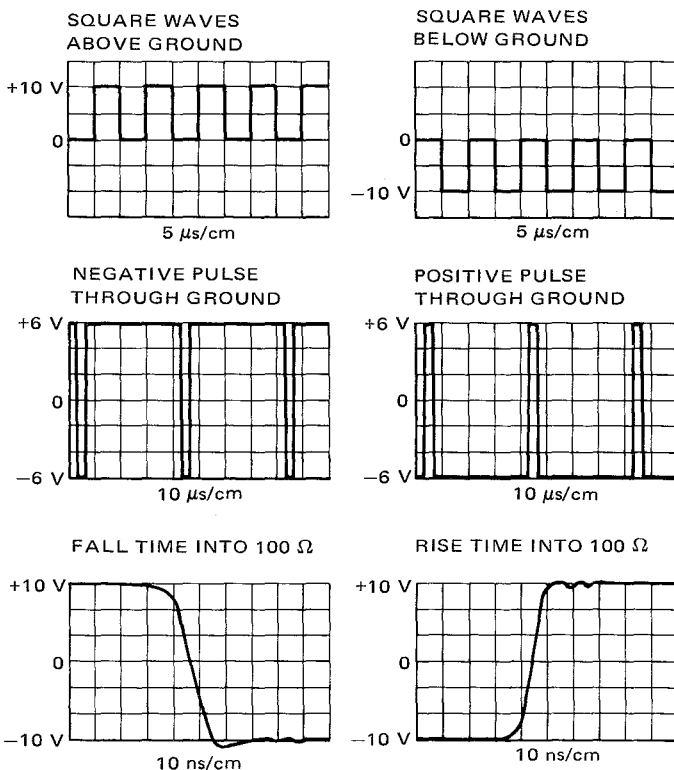 SQUARE WAVES
ABOVE GROUND
+10 V
0
5 μs/cm
SQUARE WAVES
BELOW GROUND
0
−10 V
5 μs/cm
NEGATIVE PULSE
THROUGH GROUND
+6 V
0
−6 V
10 μs/cm
POSITIVE PULSE
THROUGH GROUND
+6 V
0
−6 V
10 μs/cm
FALL TIME INTO 100 Ω
+10 V
0
−10 V
10 ns/cm
RISE TIME INTO 100 Ω
+10 V
0
−10 V
10 ns/cm